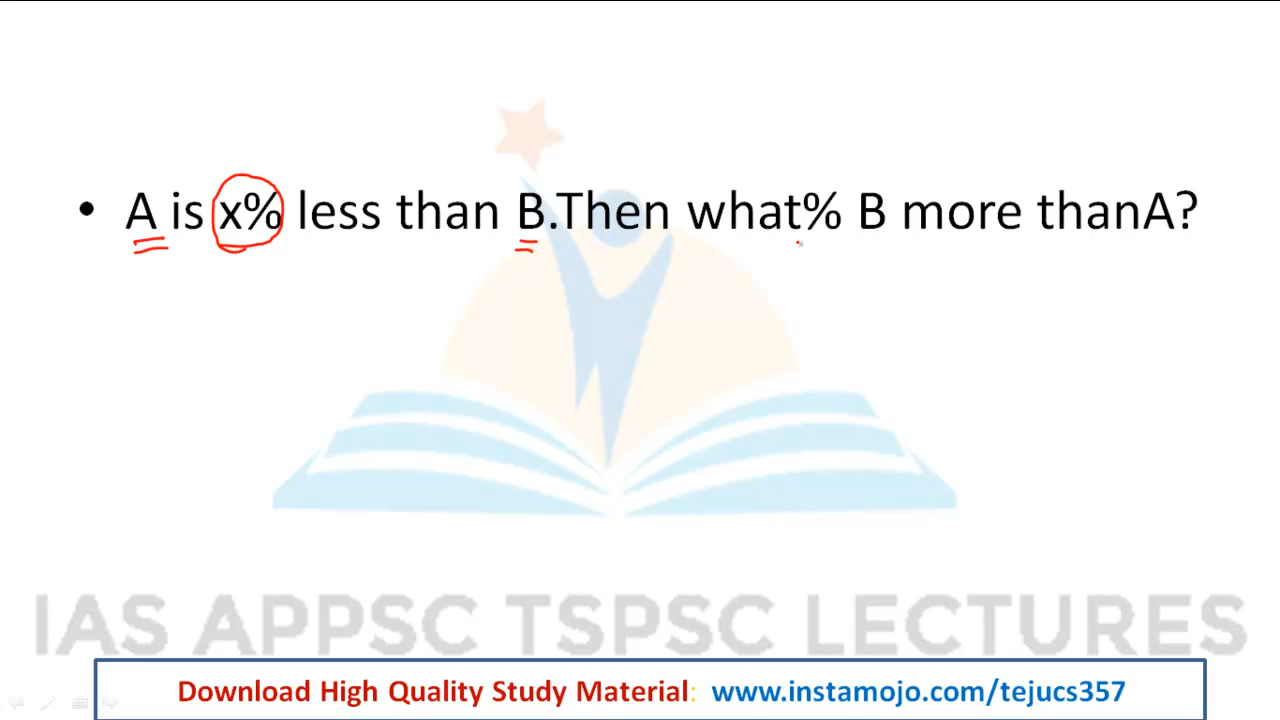 • A is x% less than B.Then what% B more thanA?
IAS APPSC TSPSC LECTURES
Download High Quality Study Material: www.instamojo.com/tejucs357